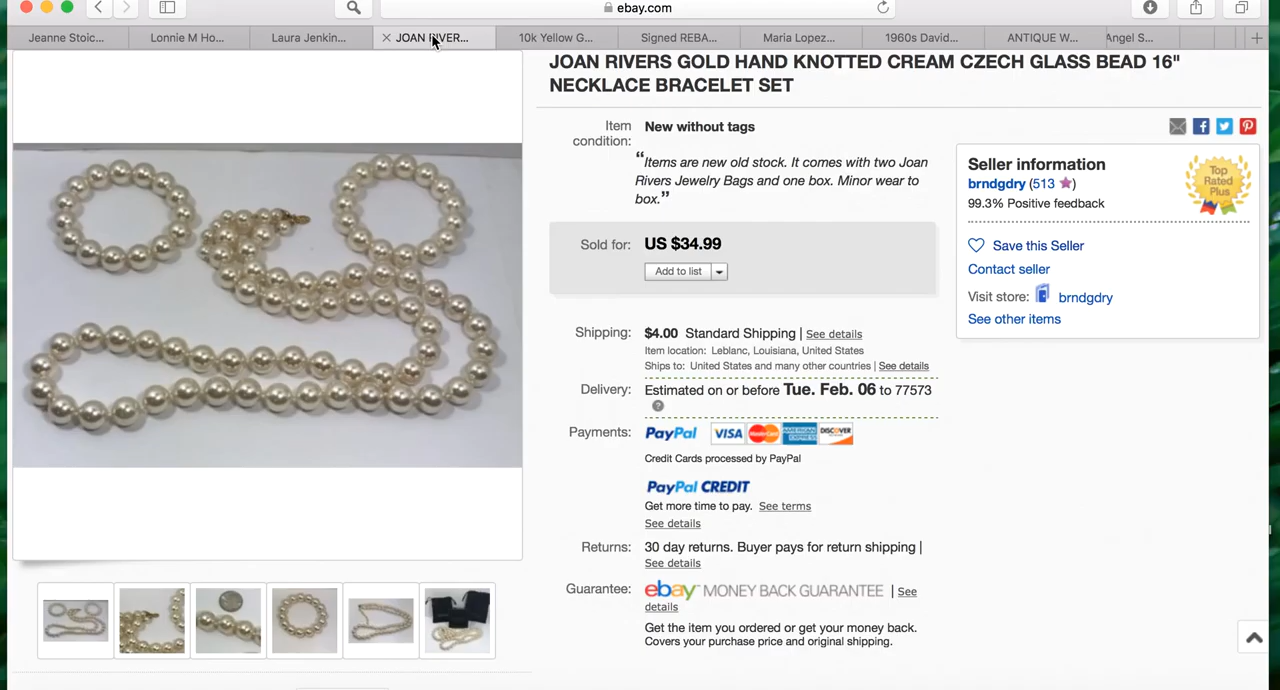 ebay.com
Jeanne Stoic...
Lonnie M Ho...
Laura Jenkin...
JOAN RIVER...
10k Yellow G...
Signed REBA...
Maria Lopez...
1960s David...
ANTIQUE W...
Angel S...
JOAN RIVERS GOLD HAND KNOTTED CREAM CZECH GLASS BEAD 16"
NECKLACE BRACELET SET
Item
condition:
New without tags
“Items are new old stock. It comes with two Joan
Rivers Jewelry Bags and one box. Minor wear to
box.”
Sold for:
US $34.99
Add to list
Shipping:
$4.00 Standard Shipping | See details
Item location: Leblanc, Louisiana, United States
Ships to: United States and many other countries | See details
Delivery:
Estimated on or before Tue. Feb. 06 to 77573
?
Payments:
PayPal VISA MasterCard AMERICAN EXPRESS DISCOVER
Credit Cards processed by PayPal
PayPal CREDIT
Get more time to pay. See terms
See details
Returns:
30 day returns. Buyer pays for return shipping |
See details
Guarantee:
ebay MONEY BACK GUARANTEE | See
details
Get the item you ordered or get your money back.
Covers your purchase price and original shipping.
Seller information
brndgdry (513)
99.3% Positive feedback
Top
Rated
Plus
Save this Seller
Contact seller
Visit store: brndgdry
See other items